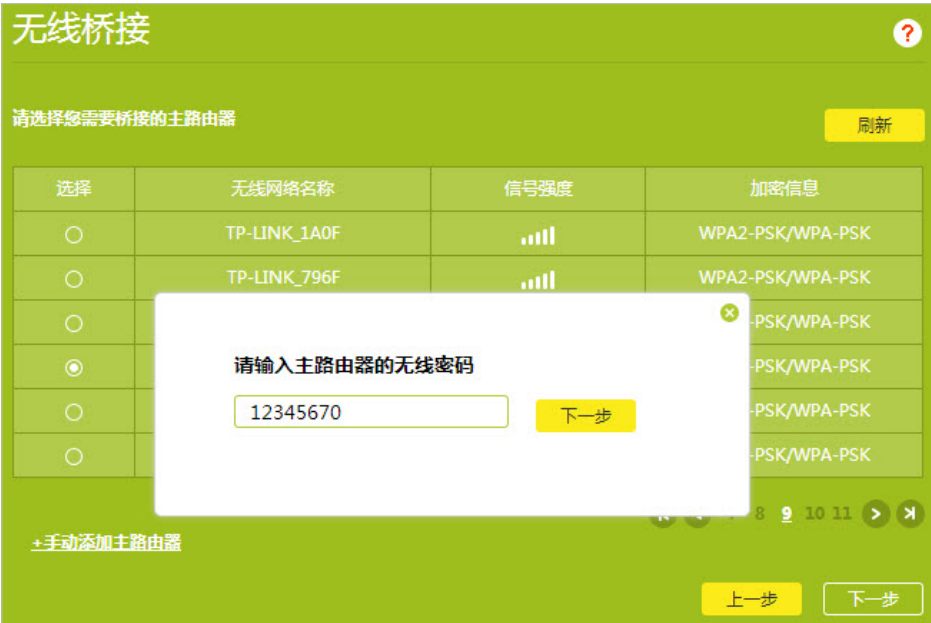 无线桥接
?
请选择您需要桥接的主路由器
刷新
选择 无线网络名称 信号强度 加密信息
TP-LINK_1A0F WPA2-PSK/WPA-PSK
TP-LINK_796F WPA2-PSK/WPA-PSK
-PSK/WPA-PSK
请输入主路由器的无线密码
-PSK/WPA-PSK
12345670 下一步
-PSK/WPA-PSK
-PSK/WPA-PSK
8 9 10 11
+手动添加主路由器
上一步 下一步